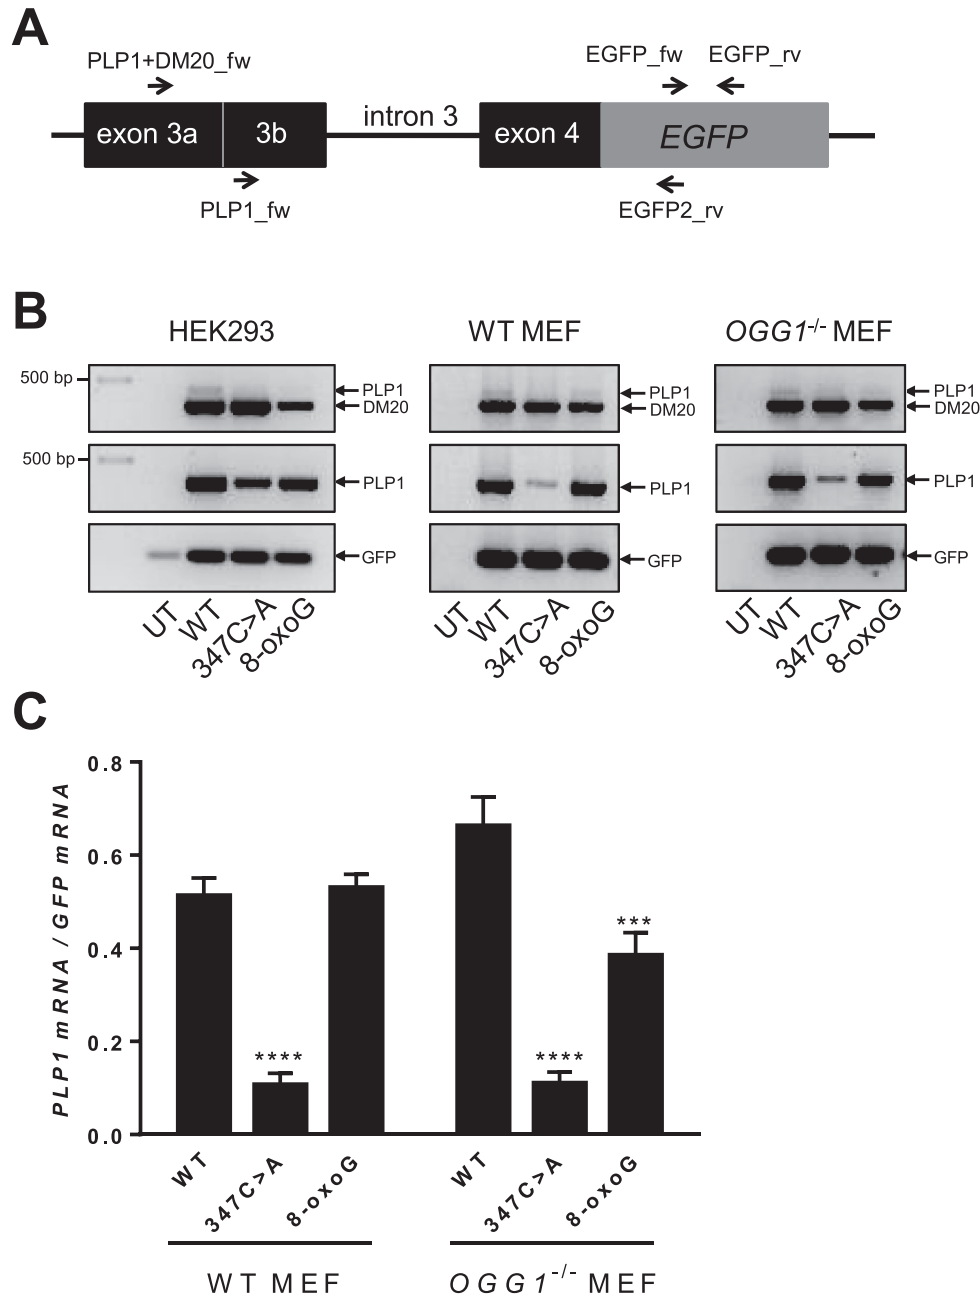 A
PLP1+DM20_fw
EGFP_fw EGFP_rv
exon 3a 3b intron 3 exon 4 EGFP
PLP1_fw
EGFP2_rv
B
HEK293 WT MEF OGG1-/- MEF
500 bp PLP1 PLP1 PLP1
DM20 DM20 DM20
500 bp PLP1 PLP1 PLP1
GFP GFP GFP
UT WT 347C>A 8-oxoG UT WT 347C>A 8-oxoG UT WT 347C>A 8-oxoG
C
PLP1 mRNA / GFP mRNA
0.8
0.6
0.4
0.2
0.0
**** **** ***
WT 347C>A 8-oxoG WT 347C>A 8-oxoG
WT MEF OGG1-/- MEF